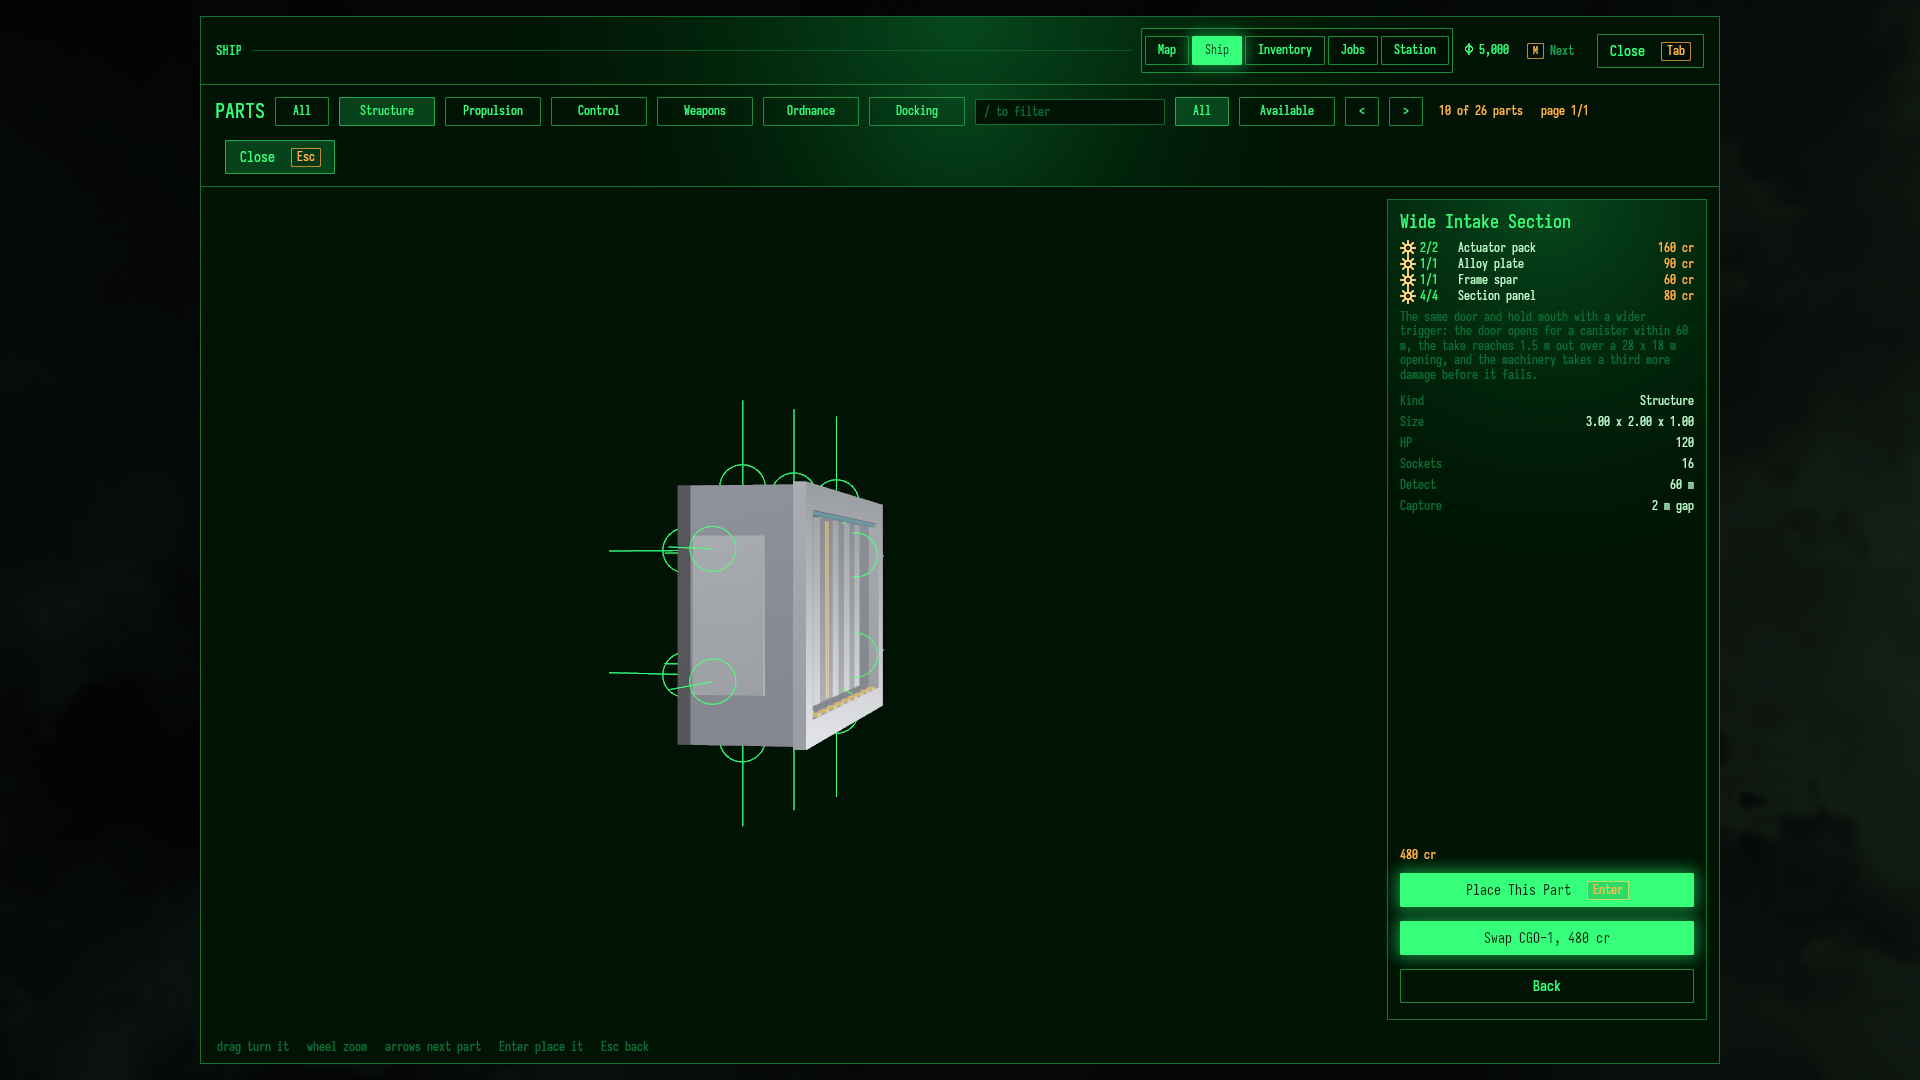 SHIP
Map Ship Inventory Jobs Station 5,000 M Next Close Tab
PARTS All Structure Propulsion Control Weapons Ordnance Docking / to filter All Available < > 10 of 26 parts page 1/1
Close Esc
Wide Intake Section
2/2 Actuator pack 160 cr
1/1 Alloy plate 90 cr
1/1 Frame spar 60 cr
4/4 Section panel 80 cr
The same door and hold mouth with a wider
trigger: the door opens for a canister within 60
m, the take reaches 1.5 m out over a 28 x 18 m
opening, and the machinery takes a third more
damage before it fails.
Kind Structure
Size 3.00 x 2.00 x 1.00
HP 120
Sockets 16
Detect 60 m
Capture 2 m gap
480 cr
Place This Part Enter
Swap CGO-1, 480 cr
Back
drag turn it wheel zoom arrows next part Enter place it Esc back